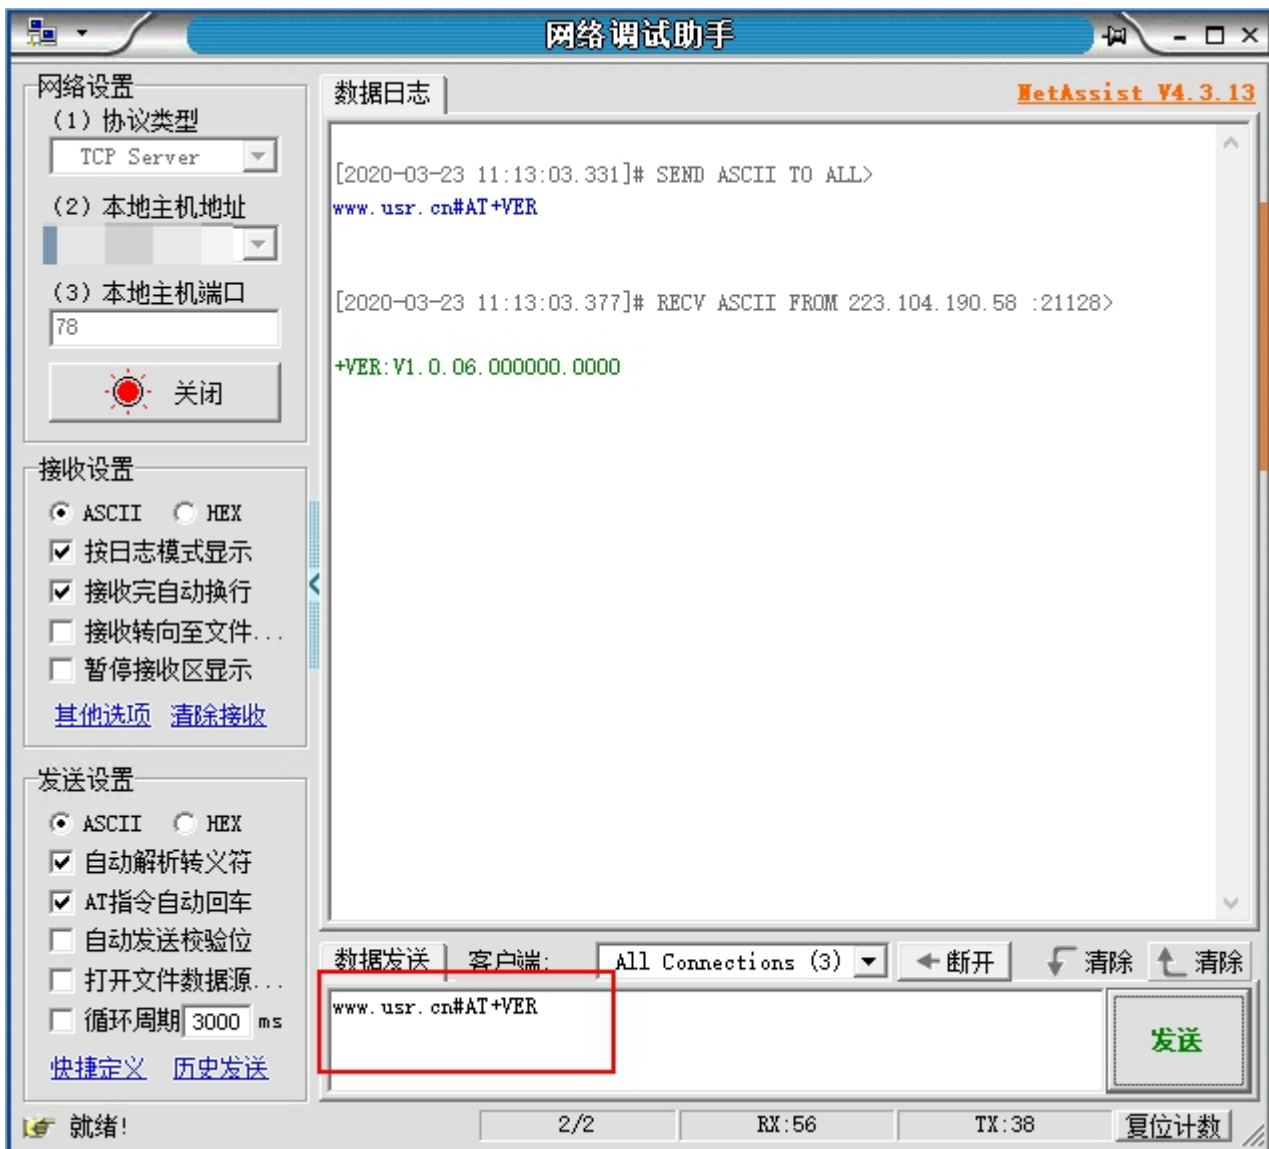 网络调试助手
网络设置
(1) 协议类型
TCP Server
(2) 本地主机地址
(3) 本地主机端口
78
关闭
接收设置
ASCII HEX
按日志模式显示
接收完自动换行
接收转向至文件...
暂停接收区显示
其他选项 清除接收
发送设置
ASCII HEX
自动解析转义符
AT指令自动回车
自动发送校验位
打开文件数据源...
循环周期 3000 ms
快捷定义 历史发送
数据日志
NetAssist V4.3.13
[2020-03-23 11:13:03.331]# SEND ASCII TO ALL>
www.usr.cn#AT+VER
[2020-03-23 11:13:03.377]# RECV ASCII FROM 223.104.190.58 :21128>
+VER:V1.0.06.000000.0000
数据发送 客户端: All Connections (3) 断开 清除 清除
www.usr.cn#AT+VER
发送
就绪! 2/2 RX:56 TX:38 复位计数